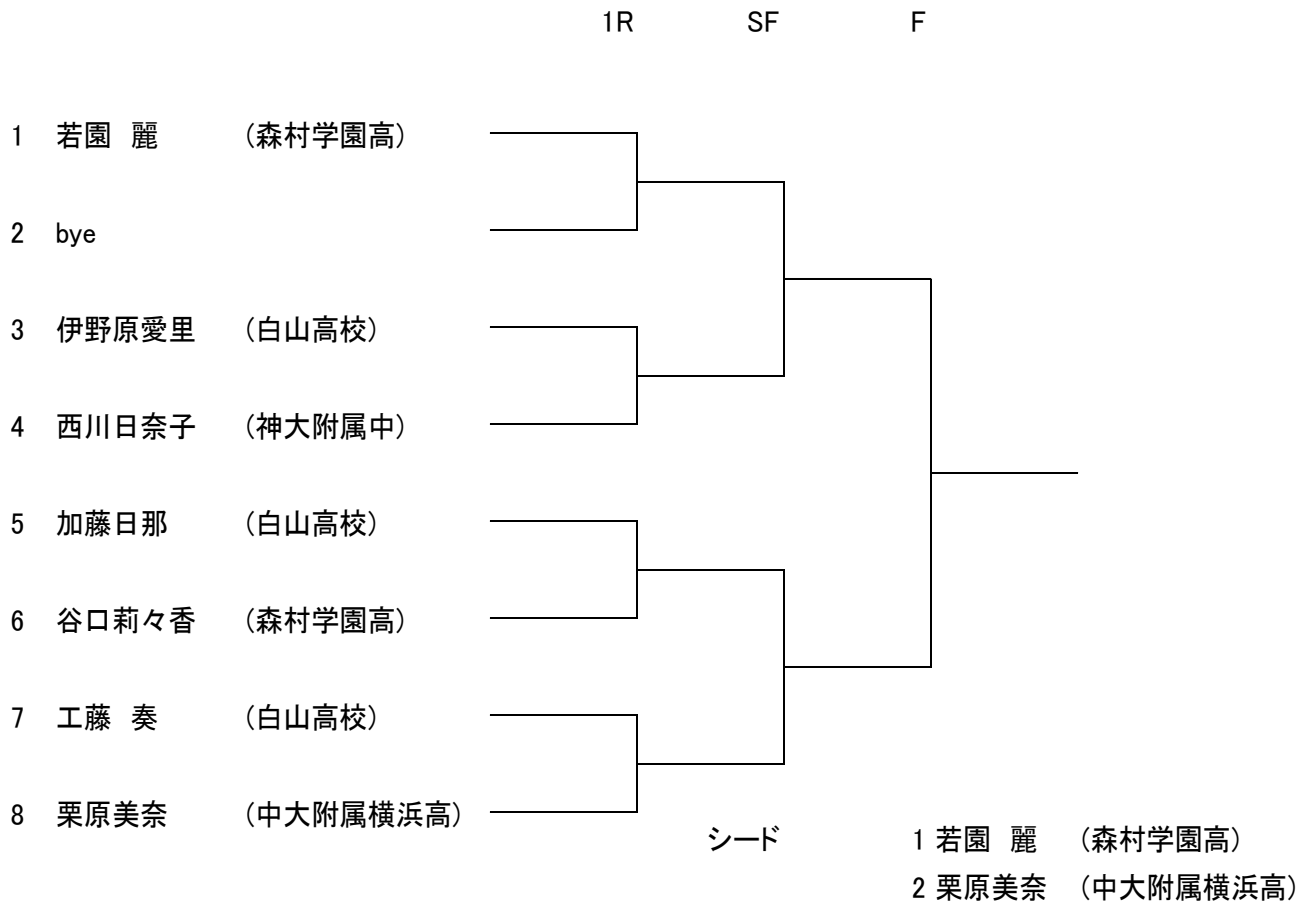 1R SF F
1 若園 麗 (森村学園高)
2 bye
3 伊野原愛里 (白山高校)
4 西川日奈子 (神大附属中)
5 加藤日那 (白山高校)
6 谷口莉々香 (森村学園高)
7 工藤 奏 (白山高校)
8 栗原美奈 (中大附属横浜高)
シード 1 若園 麗 (森村学園高)
2 栗原美奈 (中大附属横浜高)